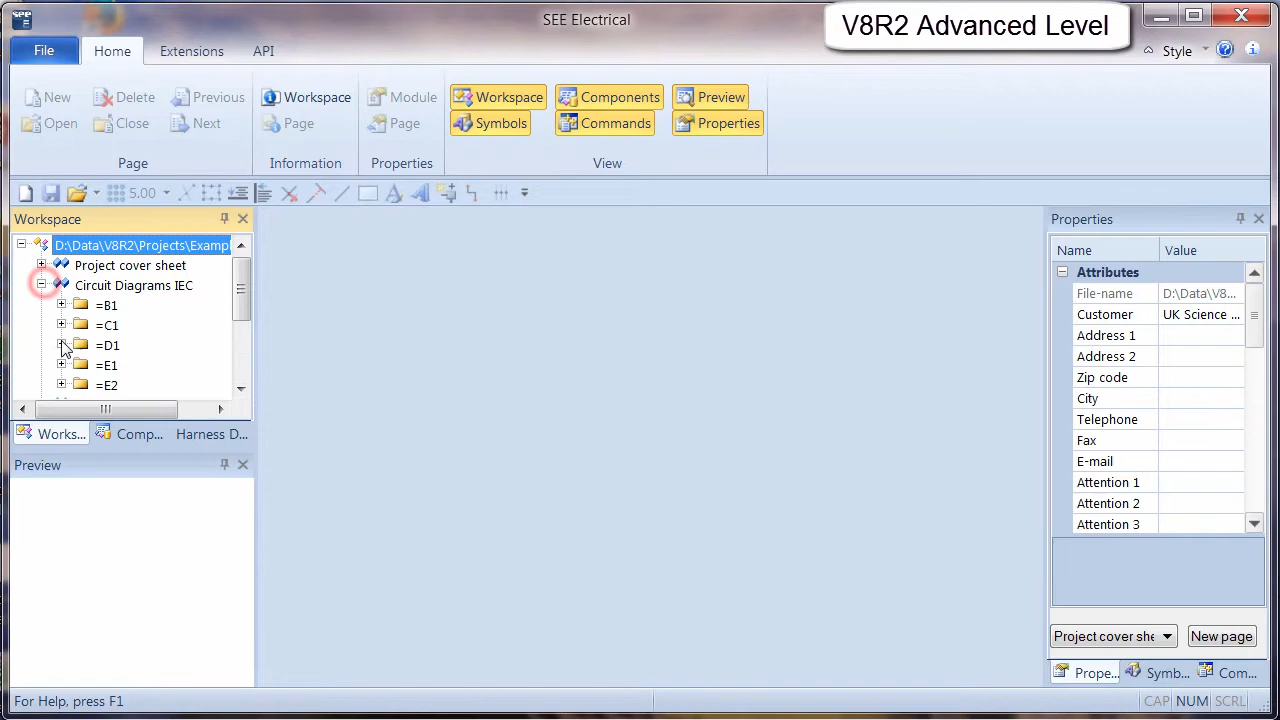 SEE Electrical
V8R2 Advanced Level
File Home Extensions API Style
New Delete Previous Workspace Module Workspace Components Preview
Open Close Next Page Page Symbols Commands Properties
Page Information Properties View
5.00
Workspace
D:\Data\V8R2\Projects\Exampl
Project cover sheet
Circuit Diagrams IEC
=B1
=C1
=D1
=E1
=E2
Works... Comp... Harness D...
Preview
Properties
Name Value
Attributes
File-name D:\Data\V8...
Customer UK Science ...
Address 1
Address 2
Zip code
City
Telephone
Fax
E-mail
Attention 1
Attention 2
Attention 3
Project cover she New page
Prope... Symb... Com...
For Help, press F1 CAP NUM SCRL